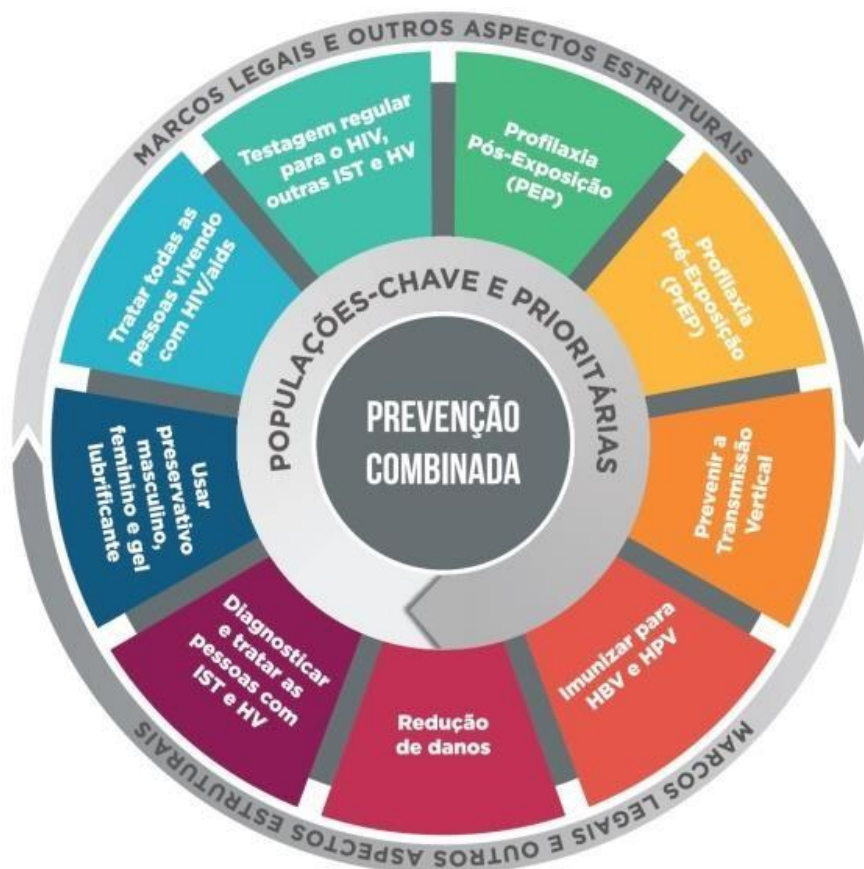 MARCOS LEGAIS E OUTROS ASPECTOS ESTRUTURAIS
Testagem regular
para o HIV,
outras IST e HV
Profilaxia
Pós-Exposição
(PEP)
Profilaxia
Pré-Exposição
(PrEP)
Prevenir a
Transmissão
Vertical
Imunizar para
HBV e HPV
Redução
de danos
Diagnosticar
e tratar as
pessoas com
IST e HV
Usar
preservativo
masculino,
feminino e gel
lubrificante
Tratar todas as
pessoas vivendo
com HIV/aids
POPULAÇÕES-CHAVE E PRIORITÁRIAS
PREVENÇÃO
COMBINADA
MARCOS LEGAIS E OUTROS ASPECTOS ESTRUTURAIS